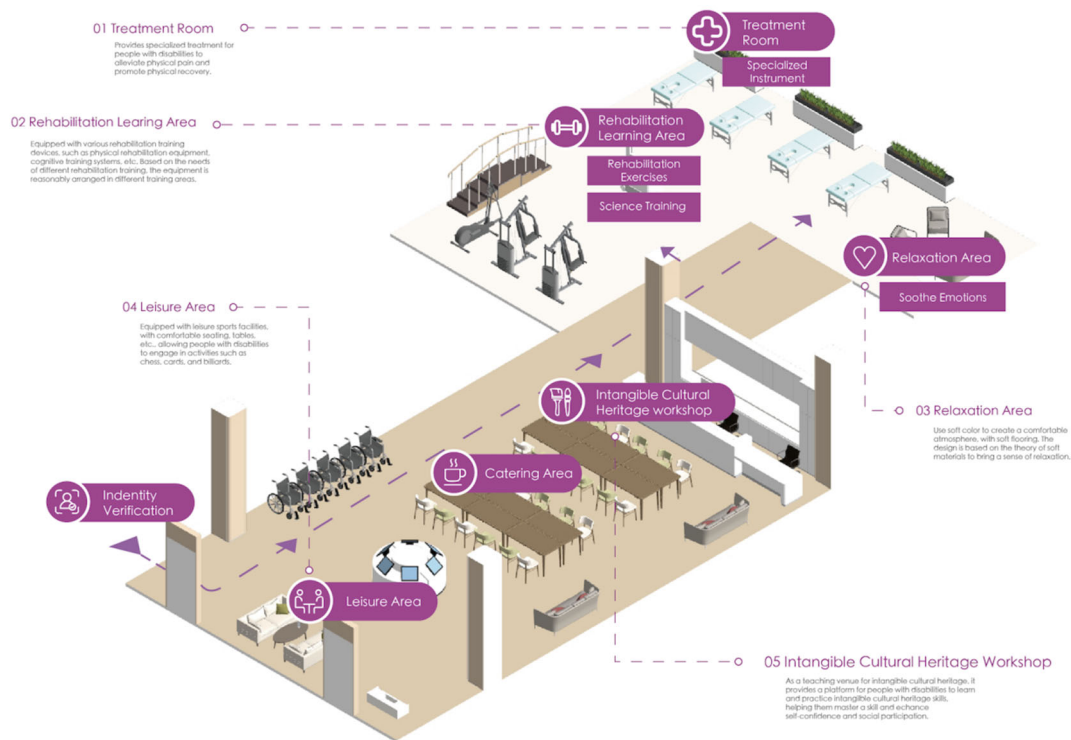 01 Treatment Room
Provides specialized treatment for
people with disabilities to
alleviate physical pain and
promote physical recovery.
Treatment
Room
Specialized
Instrument
02 Rehabilitation Learing Area
Equipped with various rehabilitation training
devices, such as physical rehabilitation equipment,
cognitive training systems, etc. Based on the needs
of different rehabilitation training, the equipment is
reasonably arranged in different training areas.
Rehabilitation
Learning Area
Rehabilitation
Exercises
Science Training
Relaxation Area
Soothe Emotions
04 Leisure Area
Equipped with leisure sports facilities,
with comfortable seating, tables,
etc., allowing people with disabilities
to engage in activities such as
chess, cards, and billiards.
Intangible Cultural
Heritage workshop
03 Relaxation Area
Use soft color to create a comfortable
atmosphere, with soft flooring. The
design is based on the theory of soft
materials to bring a sense of relaxation.
Catering Area
Indentity
Verification
Leisure Area
05 Intangible Cultural Heritage Workshop
As a teaching venue for intangible cultural heritage, it
provides a platform for people with disabilities to learn
and practice intangible cultural heritage skills,
helping them master a skill and echance
self-confidence and social participation.